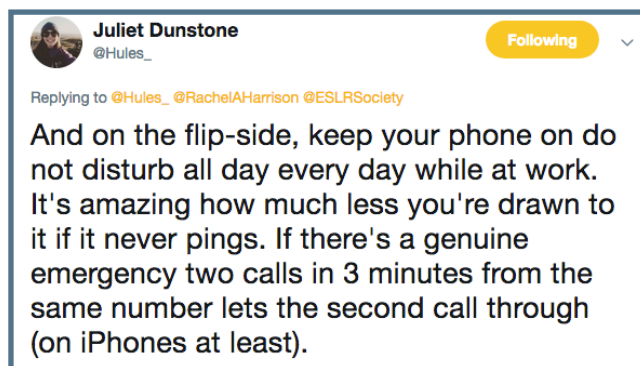 Juliet Dunstone
@Hules_
Following
Replying to @Hules_ @RachelAHarrison @ESLRSociety
And on the flip-side, keep your phone on do
not disturb all day every day while at work.
It's amazing how much less you're drawn to
it if it never pings. If there's a genuine
emergency two calls in 3 minutes from the
same number lets the second call through
(on iPhones at least).